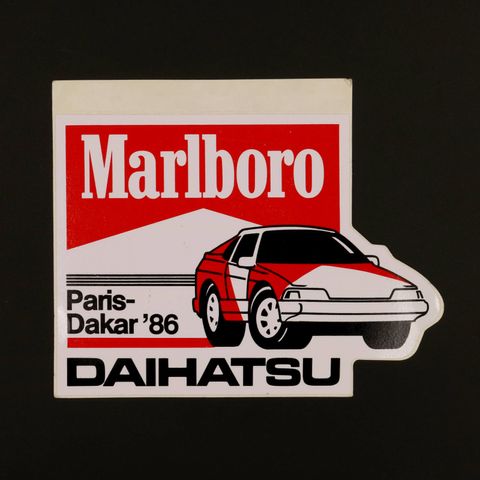 Marlboro
Paris-
Dakar '86
DAIHATSU